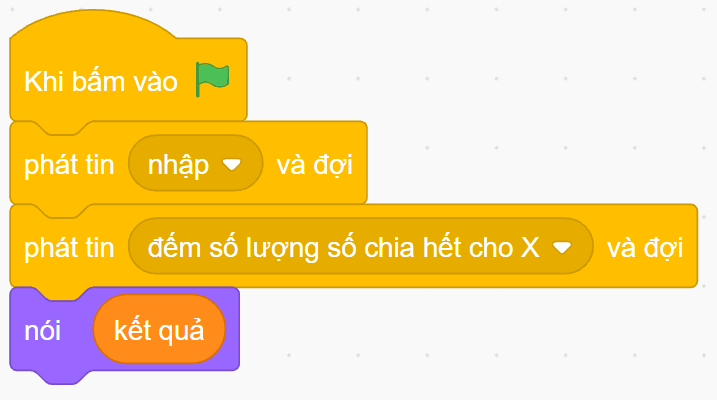 Khi bấm vào
phát tin nhập và đợi
phát tin đếm số lượng số chia hết cho X và đợi
nói kết quả